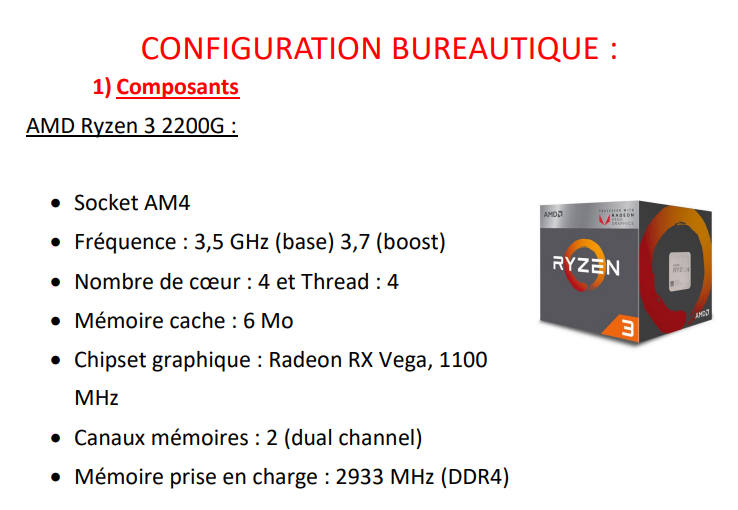 CONFIGURATION BUREAUTIQUE :
1) Composants
AMD Ryzen 3 2200G :
• Socket AM4
• Fréquence : 3,5 GHz (base) 3,7 (boost)
• Nombre de cœur : 4 et Thread : 4
• Mémoire cache : 6 Mo
• Chipset graphique : Radeon RX Vega, 1100
MHz
• Canaux mémoires : 2 (dual channel)
• Mémoire prise en charge : 2933 MHz (DDR4)
AMD
RADEON
RYZEN
3
RYZEN
AMD